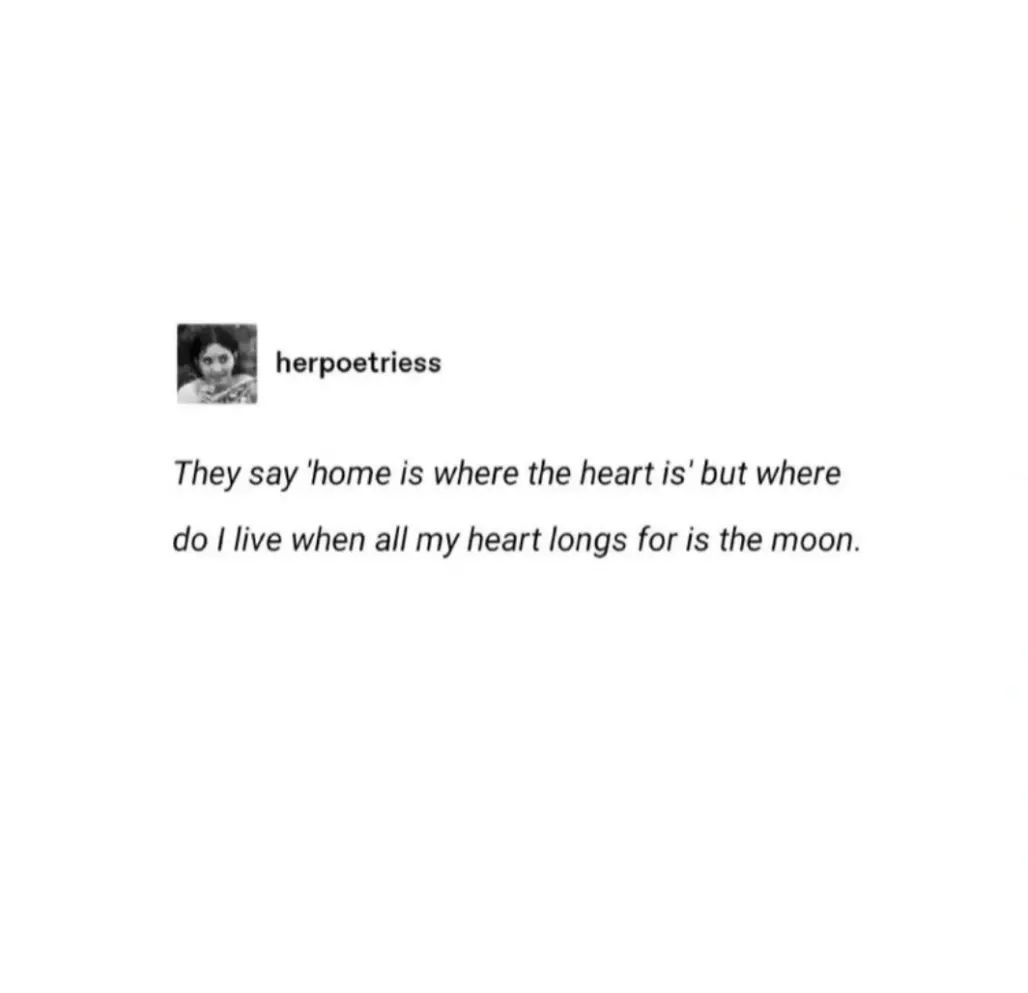 herpoetriess
They say 'home is where the heart is' but where
do I live when all my heart longs for is the moon.